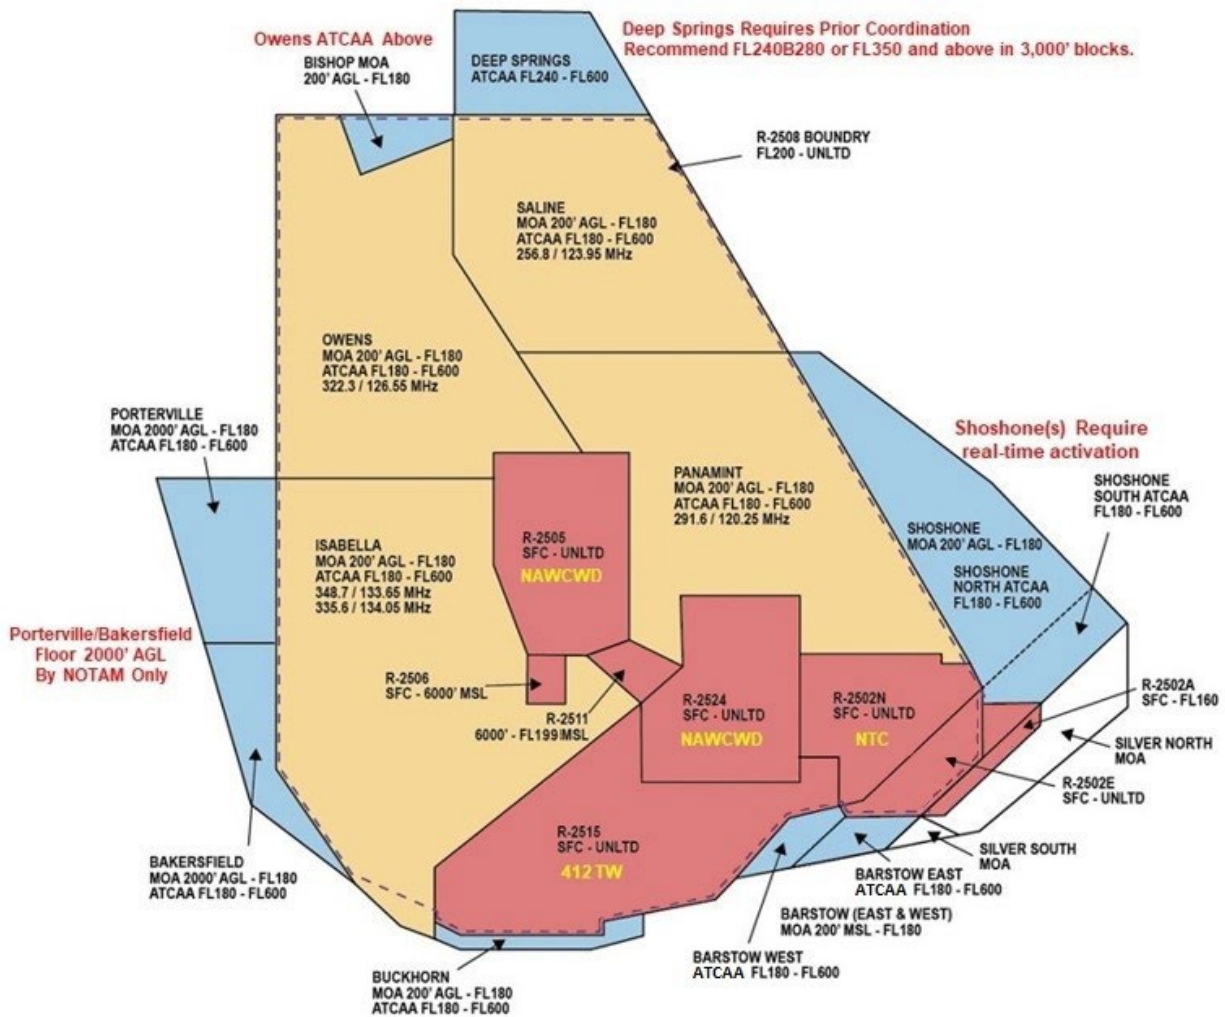 Owens ATCAA Above
BISHOP MOA
200' AGL - FL180
DEEP SPRINGS
ATCAA FL240 - FL600
Deep Springs Requires Prior Coordination
Recommend FL240B280 or FL350 and above in 3,000' blocks.
R-2508 BOUNDRY
FL200 - UNLTD
SALINE
MOA 200' AGL - FL180
ATCAA FL180 - FL600
256.8 / 123.95 MHz
OWENS
MOA 200' AGL - FL180
ATCAA FL180 - FL600
322.3 / 126.55 MHz
PORTERVILLE
MOA 2000' AGL - FL180
ATCAA FL180 - FL600
Shoshone(s) Require
real-time activation
SHOSHONE
SOUTH ATCAA
FL180 - FL600
PANAMINT
MOA 200' AGL - FL180
ATCAA FL180 - FL600
291.6 / 120.25 MHz
SHOSHONE
MOA 200' AGL - FL180
SHOSHONE
NORTH ATCAA
FL180 - FL600
R-2505
SFC - UNLTD
NAWCWD
ISABELLA
MOA 200' AGL - FL180
ATCAA FL180 - FL600
348.7 / 133.65 MHz
335.6 / 134.05 MHz
Porterville/Bakersfield
Floor 2000' AGL
By NOTAM Only
R-2506
SFC - 6000' MSL
R-2511
6000' - FL199 MSL
R-2524
SFC - UNLTD
NAWCWD
R-2502N
SFC - UNLTD
NTC
R-2502A
SFC - FL160
SILVER NORTH
MOA
R-2502E
SFC - UNLTD
R-2515
SFC - UNLTD
412 TW
SILVER SOUTH
MOA
BAKERSFIELD
MOA 2000' AGL - FL180
ATCAA FL180 - FL600
BARSTOW EAST
ATCAA FL180 - FL600
BARSTOW (EAST & WEST)
MOA 200' MSL - FL180
BARSTOW WEST
ATCAA FL180 - FL600
BUCKHORN
MOA 200' AGL - FL180
ATCAA FL180 - FL600